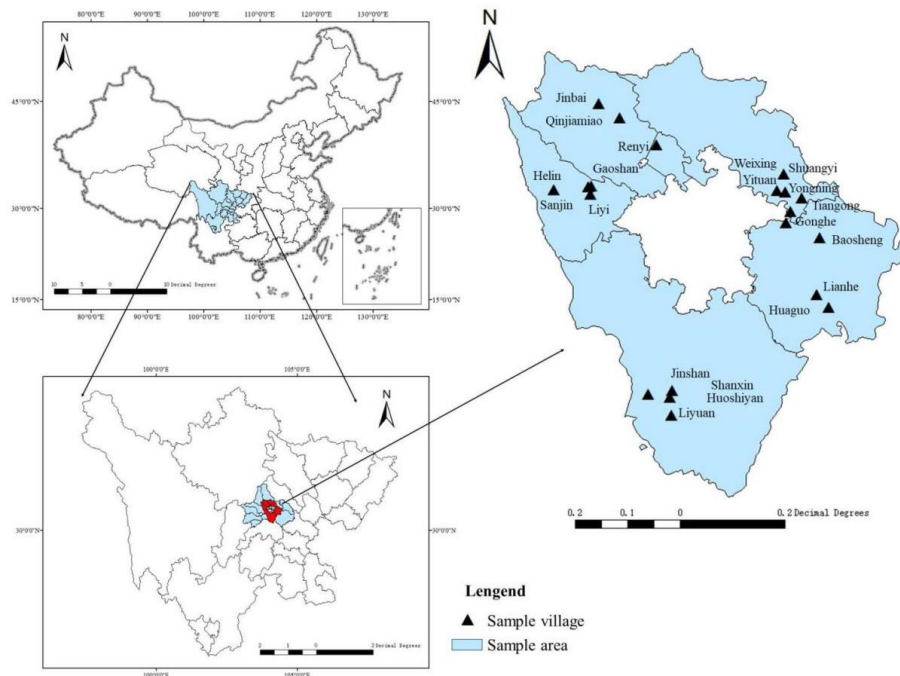 80°0'0"E 90°0'0"E 100°0'0"E 110°0'0"E 120°0'0"E 130°0'0"E
N
45°0'0"N
45°0'0"N
30°0'0"N
30°0'0"N
15°0'0"N
15°0'0"N
10 5 0 10 Decimal Degrees
90°0'0"E 100°0'0"E 110°0'0"E 120°0'0"E
100°0'0"E 105°0'0"E
N
30°0'0"N
30°0'0"N
2 1 0 2 Decimal Degrees
100°0'0"E 105°0'0"E
N
Jinbai
Qinjiamiao
Renyi
Helin
Gaoshan
Sanjin
Liyi
Weixing
Shuangyi
Yituan
Yongning
Tiangong
Gonghe
Baosheng
Lianhe
Huaguo
Jinshan
Shanxin
Huoshiyan
Liyuan
0.2 0.1 0 0.2 Decimal Degrees
Lengend
Sample village
Sample area